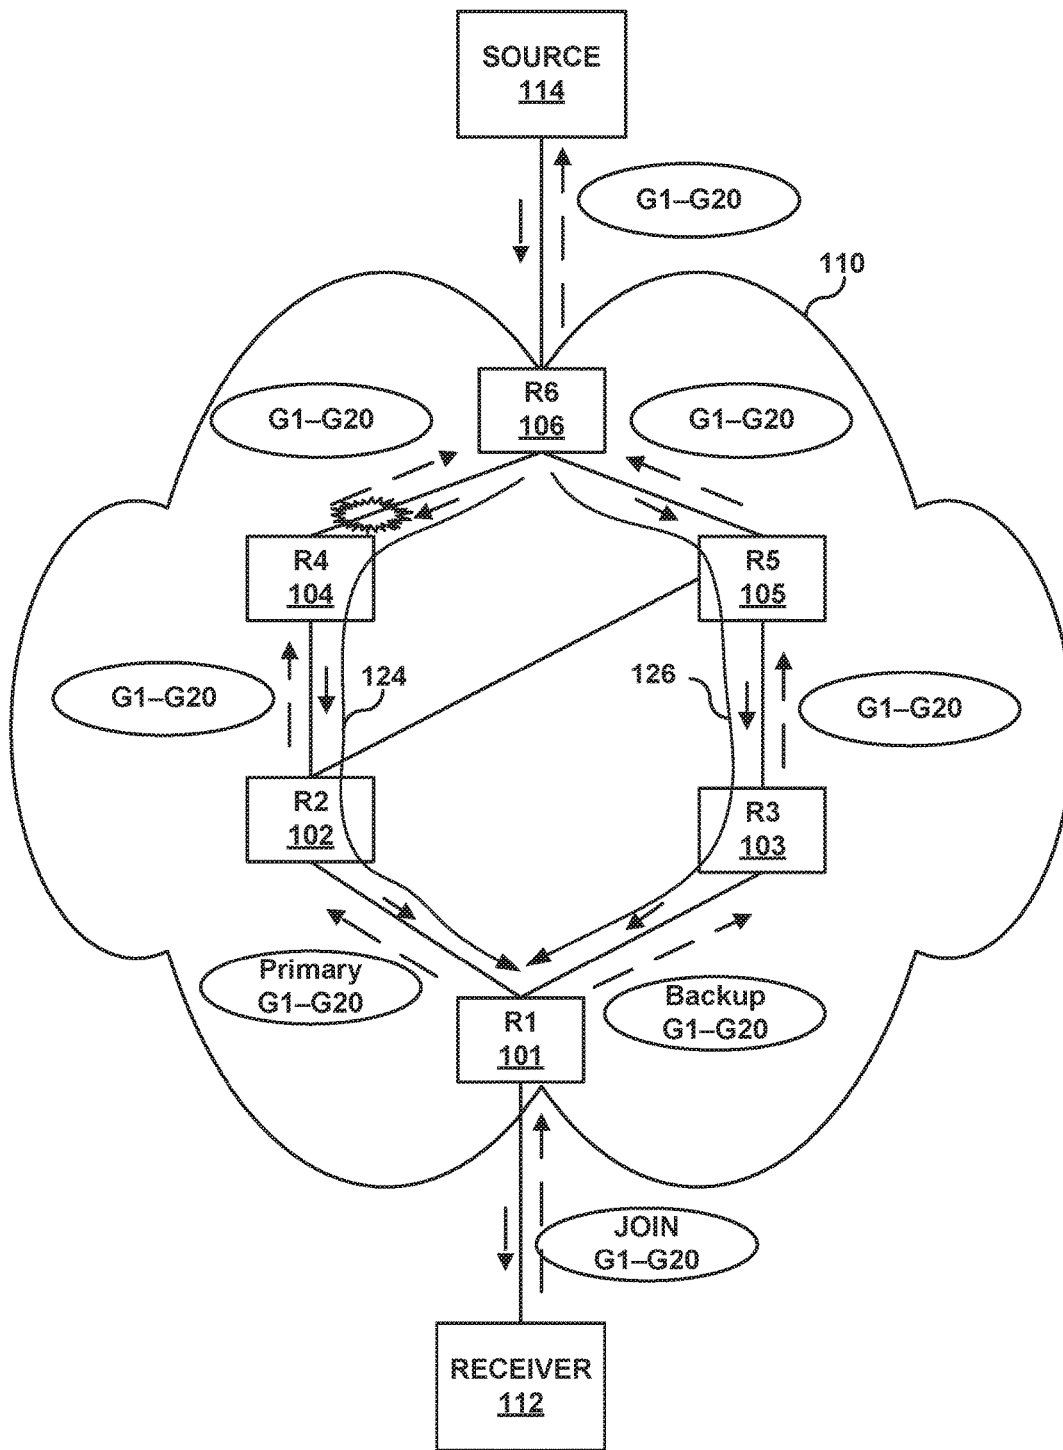 SOURCE
114
G1–G20
110
R6
106
G1–G20
G1–G20
R4
104
R5
105
G1–G20
124
126
G1–G20
R2
102
R3
103
Primary
G1–G20
Backup
G1–G20
R1
101
JOIN
G1–G20
RECEIVER
112